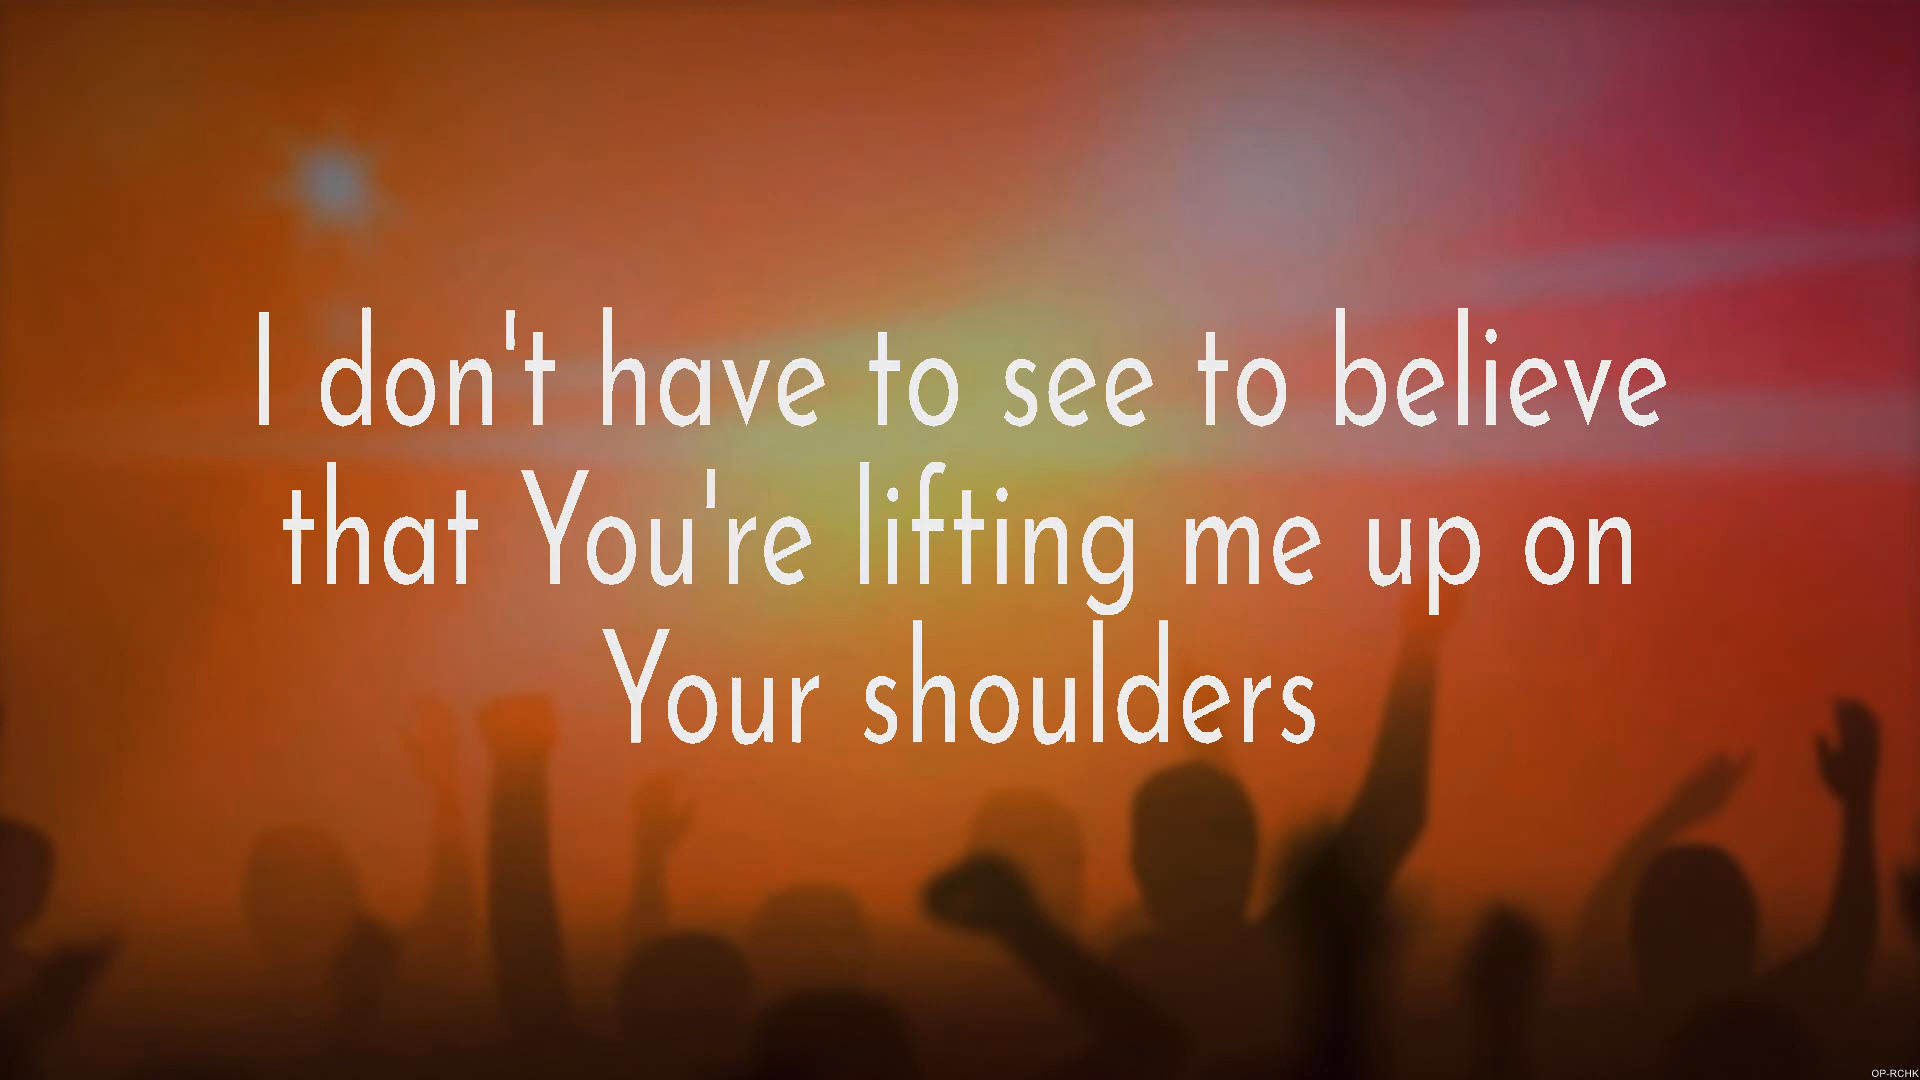 I don't have to see to believe
that You're lifting me up on
Your shoulders
OP-RCHK